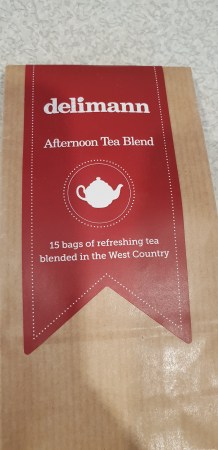 delimann
Afternoon Tea Blend
15 bags of refreshing tea
blended in the West Country